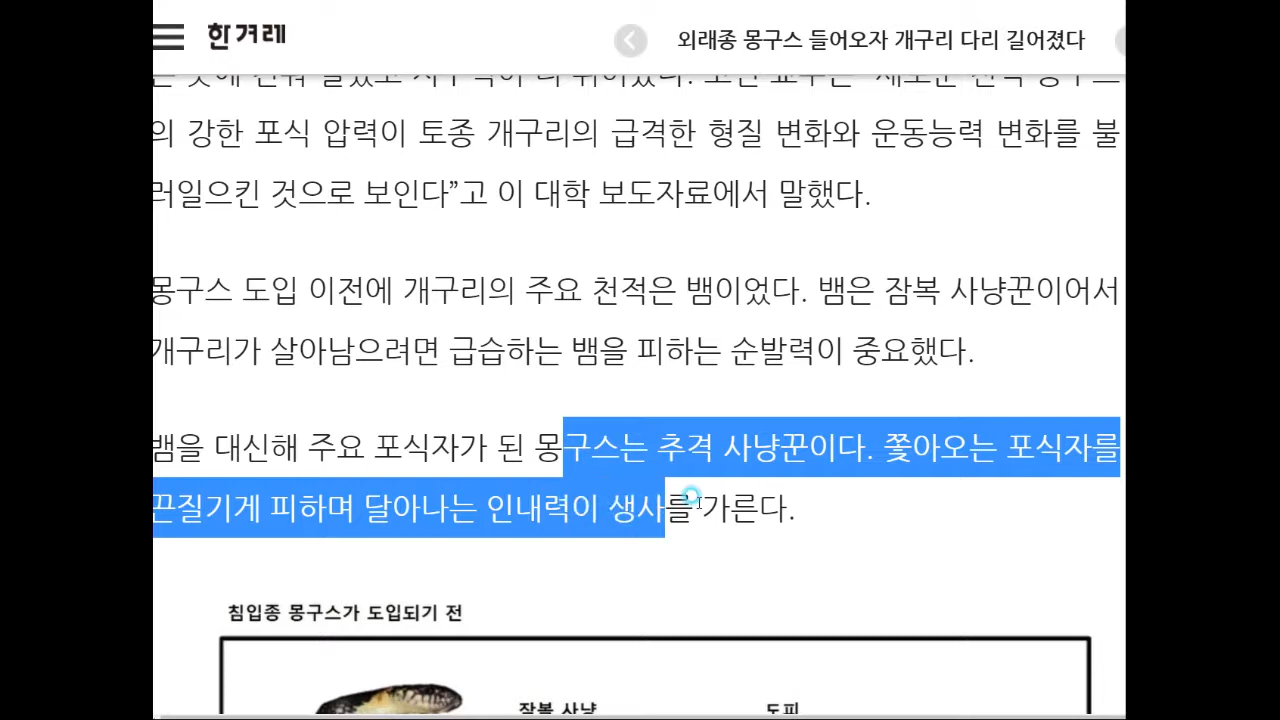 한겨레
외래종 몽구스 들어오자 개구리 다리 길어졌다
의 강한 포식 압력이 토종 개구리의 급격한 형질 변화와 운동능력 변화를 불
러일으킨 것으로 보인다”고 이 대학 보도자료에서 말했다.
몽구스 도입 이전에 개구리의 주요 천적은 뱀이었다. 뱀은 잠복 사냥꾼이어서
개구리가 살아남으려면 급습하는 뱀을 피하는 순발력이 중요했다.
뱀을 대신해 주요 포식자가 된 몽구스는 추격 사냥꾼이다. 쫓아오는 포식자를
끈질기게 피하며 달아나는 인내력이 생사를 가른다.
침입종 몽구스가 도입되기 전
잠복 사냥 도피